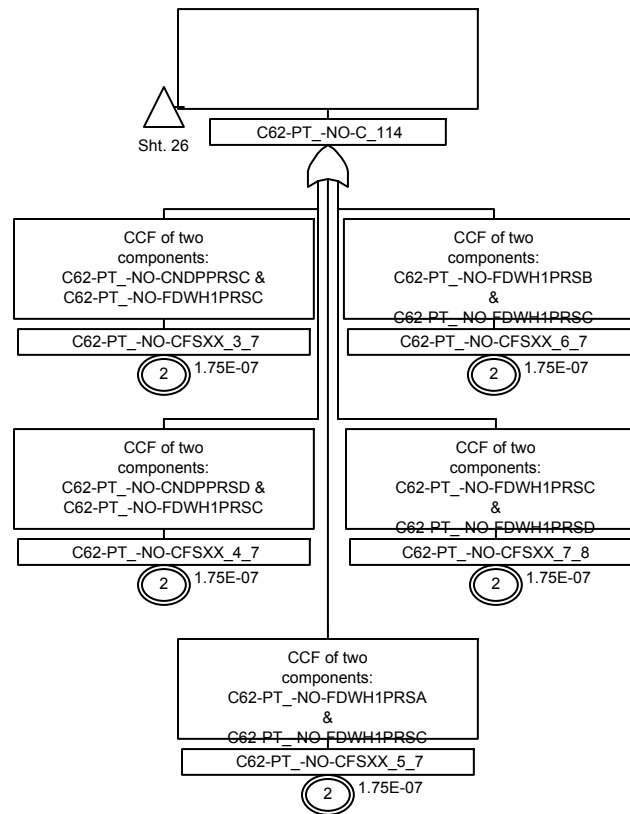 Sht. 26
C62-PT_-NO-C_114
CCF of two
components:
C62-PT_-NO-CNDPPRSC &
C62-PT_-NO-FDWH1PRSC
C62-PT_-NO-CFSXX_3_7
2
1.75E-07
CCF of two
components:
C62-PT_-NO-FDWH1PRSB
&
C62-PT_-NO-FDWH1PRSC
C62-PT_-NO-CFSXX_6_7
2
1.75E-07
CCF of two
components:
C62-PT_-NO-CNDPPRSD &
C62-PT_-NO-FDWH1PRSC
C62-PT_-NO-CFSXX_4_7
2
1.75E-07
CCF of two
components:
C62-PT_-NO-FDWH1PRSC
&
C62-PT_-NO-FDWH1PRSD
C62-PT_-NO-CFSXX_7_8
2
1.75E-07
CCF of two
components:
C62-PT_-NO-FDWH1PRSA
&
C62-PT_-NO-FDWH1PRSC
C62-PT_-NO-CFSXX_5_7
2
1.75E-07